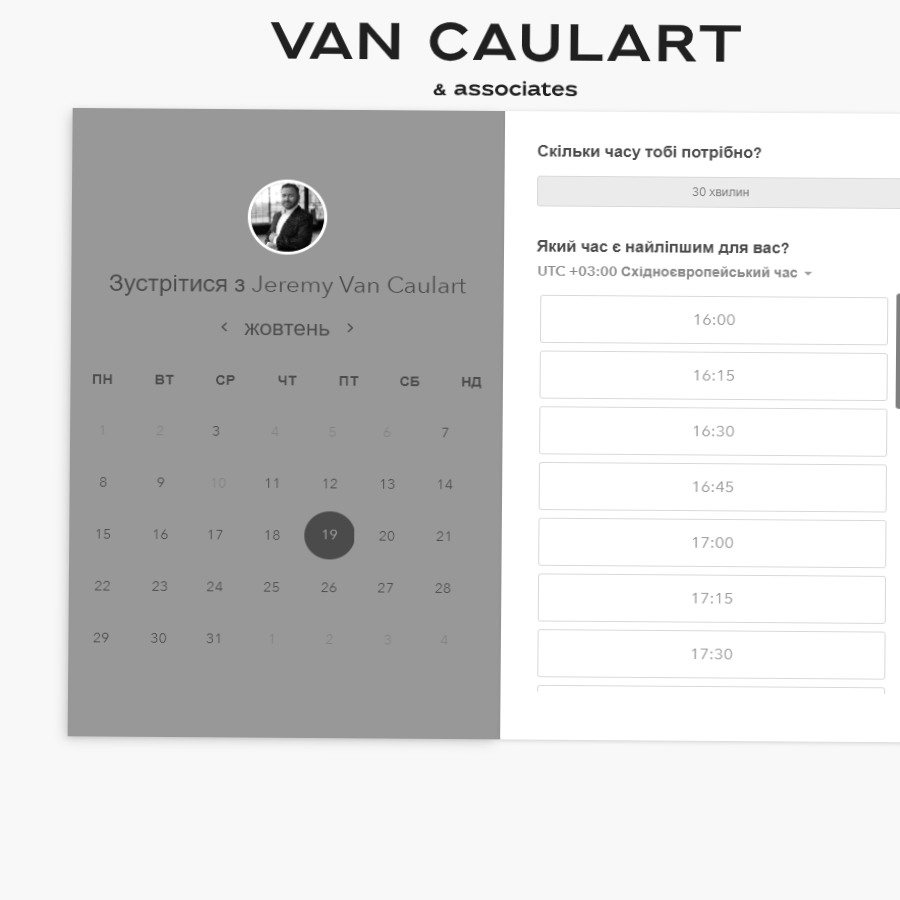 VAN CAULART
& associates
Зустрітися з Jeremy Van Caulart
жовтень
ПН ВТ СР ЧТ ПТ СБ НД
1 2 3 4 5 6 7
8 9 10 11 12 13 14
15 16 17 18 19 20 21
22 23 24 25 26 27 28
29 30 31 1 2 3 4
Скільки часу тобі потрібно?
30 хвилин
Який час є найліпшим для вас?
UTC +03:00 Східноєвропейський час
16:00
16:15
16:30
16:45
17:00
17:15
17:30